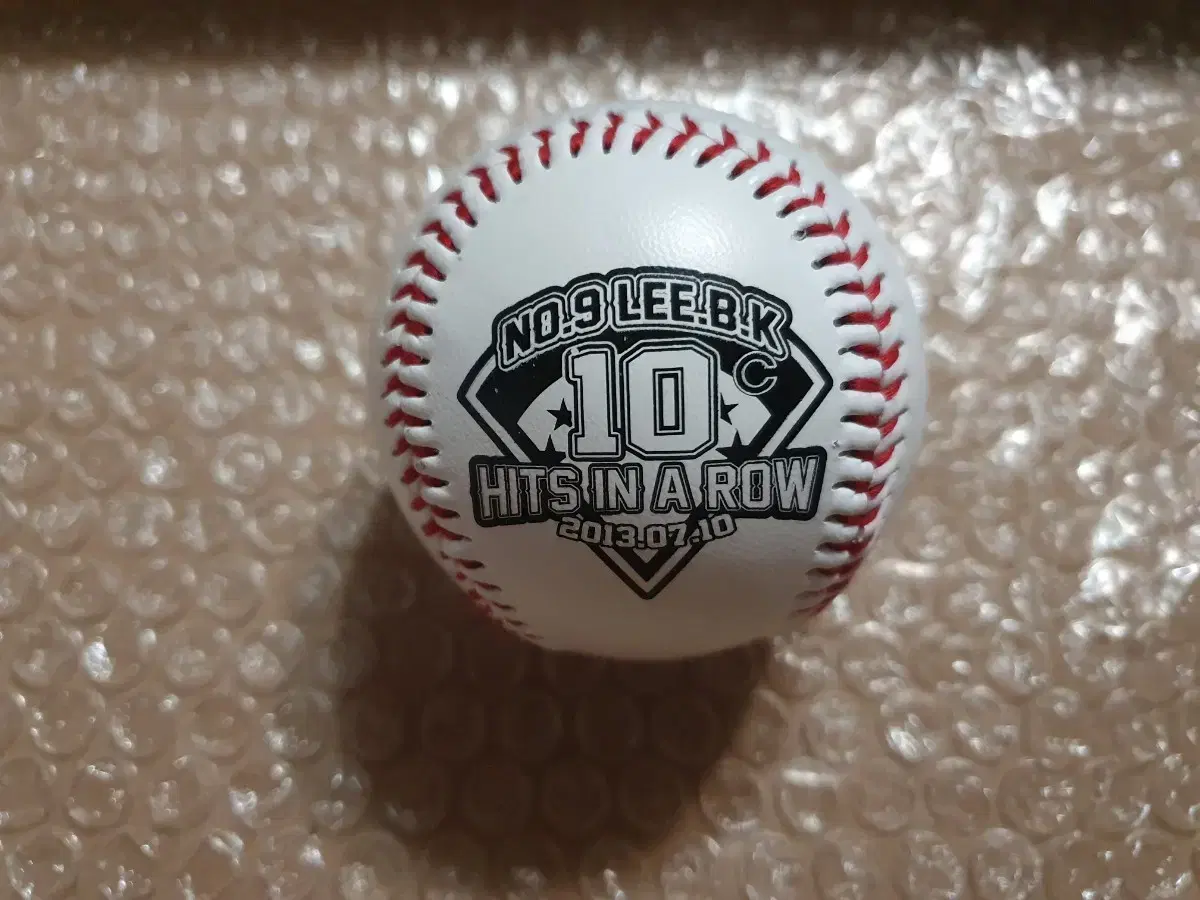 NO.9 LEE.B.K
10
C
HITS IN A ROW
2013.07.10